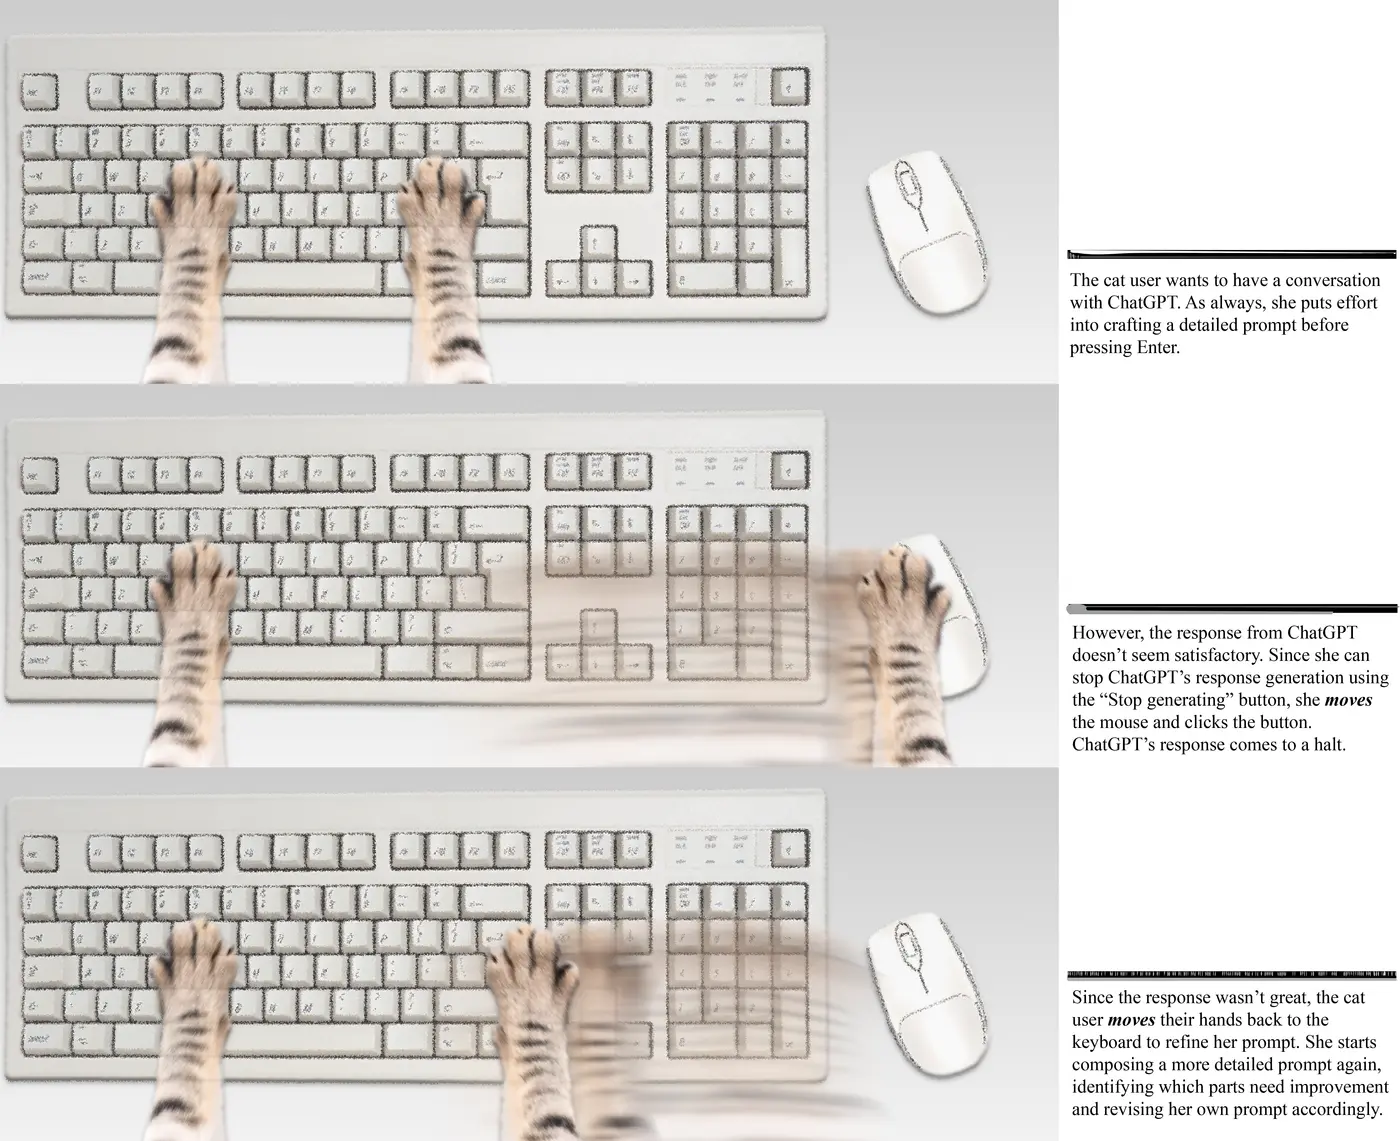 The cat user wants to have a conversation
with ChatGPT. As always, she puts effort
into crafting a detailed prompt before
pressing Enter.
However, the response from ChatGPT
doesn’t seem satisfactory. Since she can
stop ChatGPT’s response generation using
the “Stop generating” button, she moves
the mouse and clicks the button.
ChatGPT’s response comes to a halt.
Since the response wasn’t great, the cat
user moves their hands back to the
keyboard to refine her prompt. She starts
composing a more detailed prompt again,
identifying which parts need improvement
and revising her own prompt accordingly.